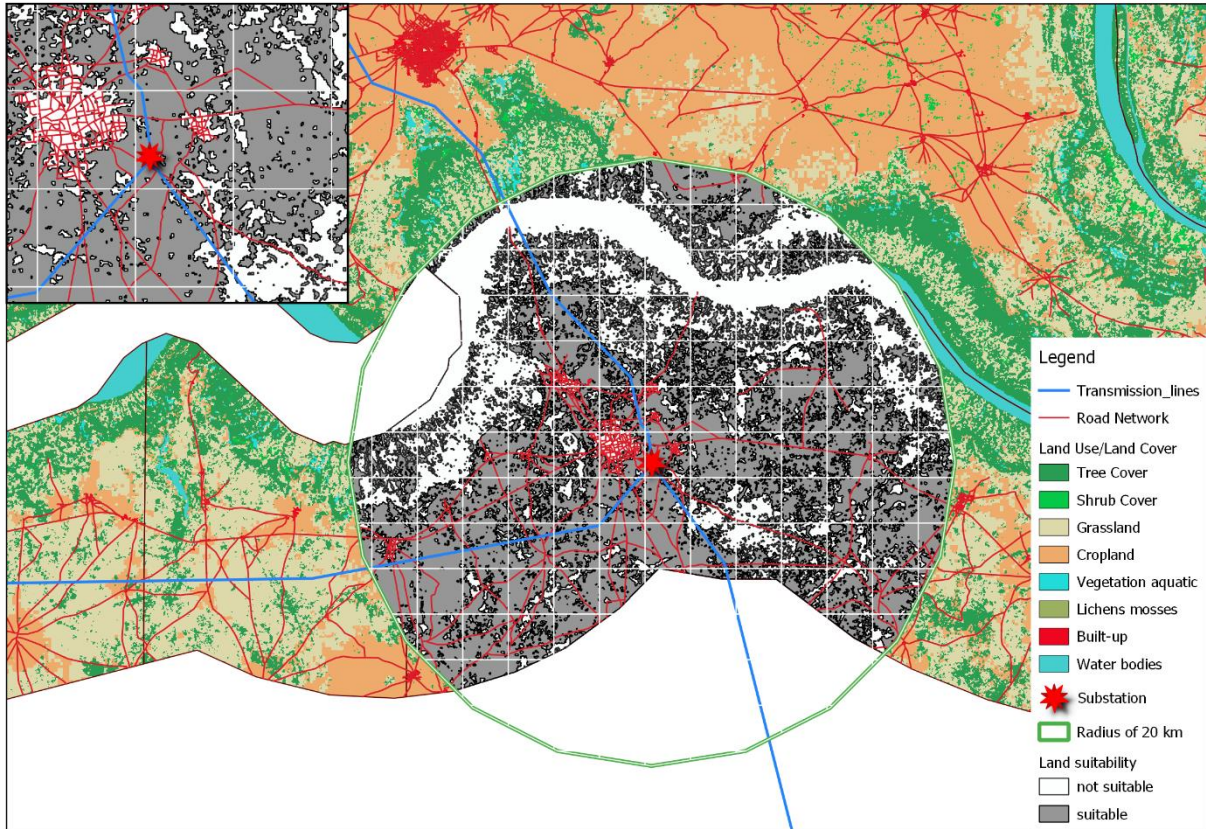 Legend
Transmission_lines
Road Network
Land Use/Land Cover
Tree Cover
Shrub Cover
Grassland
Cropland
Vegetation aquatic
Lichens mosses
Built-up
Water bodies
Substation
Radius of 20 km
Land suitability
not suitable
suitable